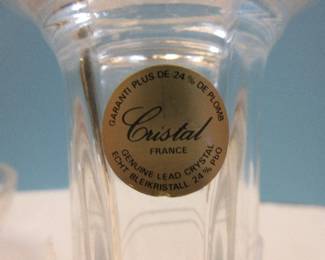 GARANTI PLUS DE 24% DE PLOMB
Cristal
FRANCE
GENUINE LEAD CRYSTAL
ECHT BLEIKRISTALL 24% PbO